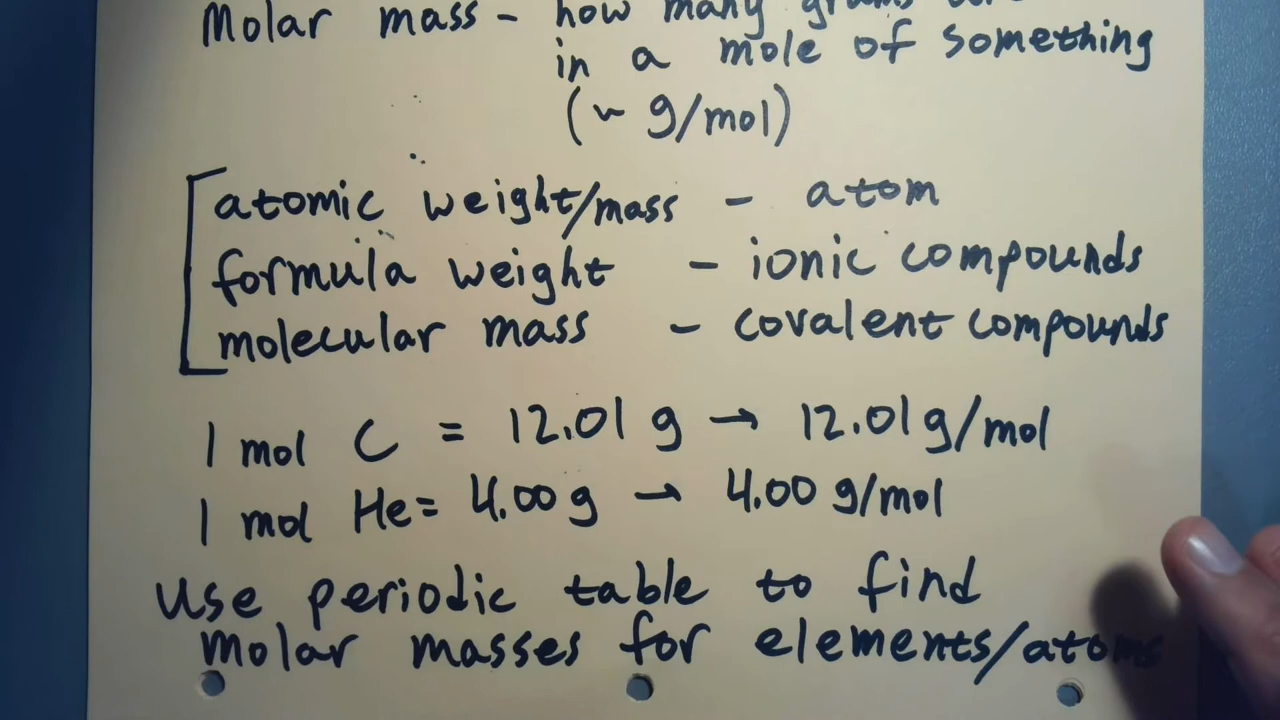 Molar mass - how many grams are
in a mole of something
(~ g/mol)
atomic weight/mass - atom
formula weight - ionic compounds
molecular mass - covalent compounds
1 mol C = 12.01 g → 12.01 g/mol
1 mol He = 4.00 g → 4.00 g/mol
Use periodic table to find
molar masses for elements/atoms